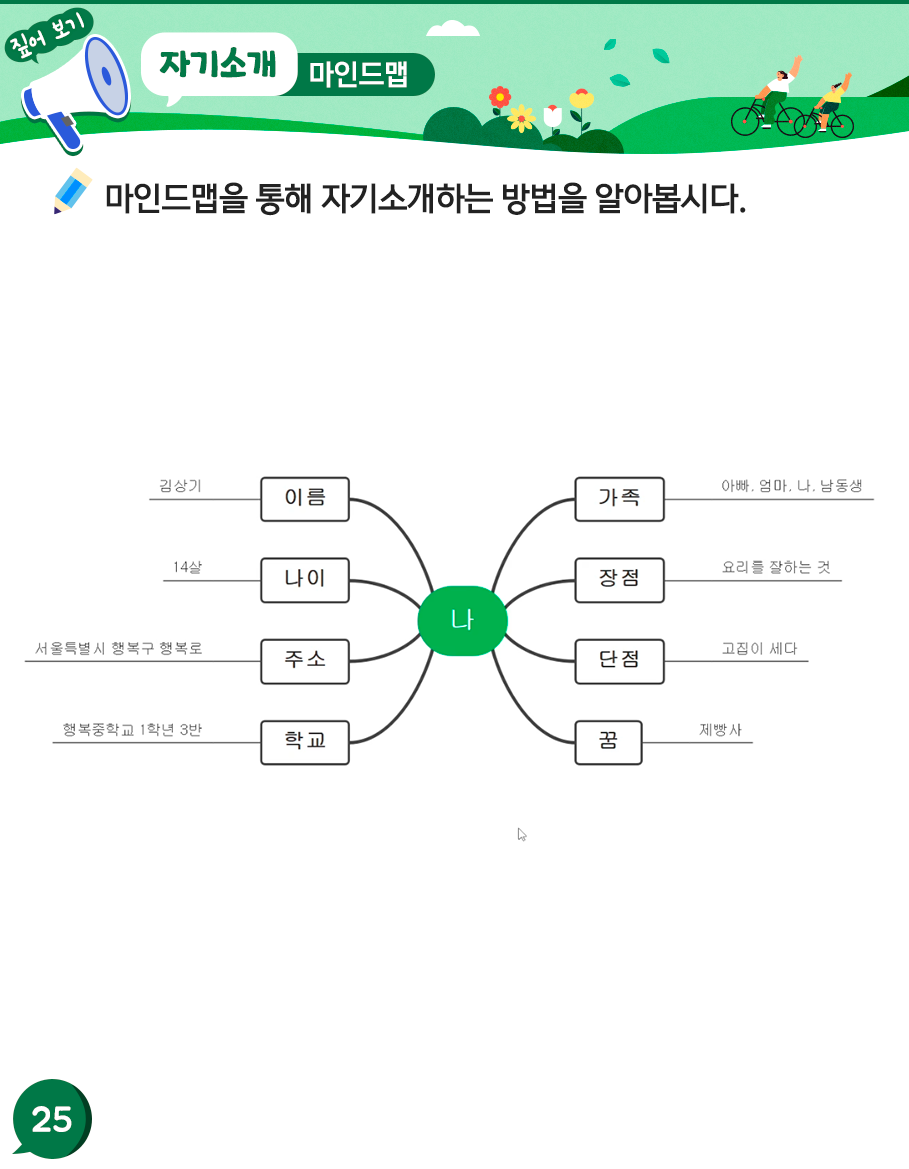 짚어 보기
자기소개 마인드맵
마인드맵을 통해 자기소개하는 방법을 알아봅시다.
김상기 이름
14살 나이
서울특별시 행복구 행복로 주소
행복중학교 1학년 3반 학교
나
가족 아빠, 엄마, 나, 남동생
장점 요리를 잘하는 것
단점 고집이 세다
꿈 제빵사
25